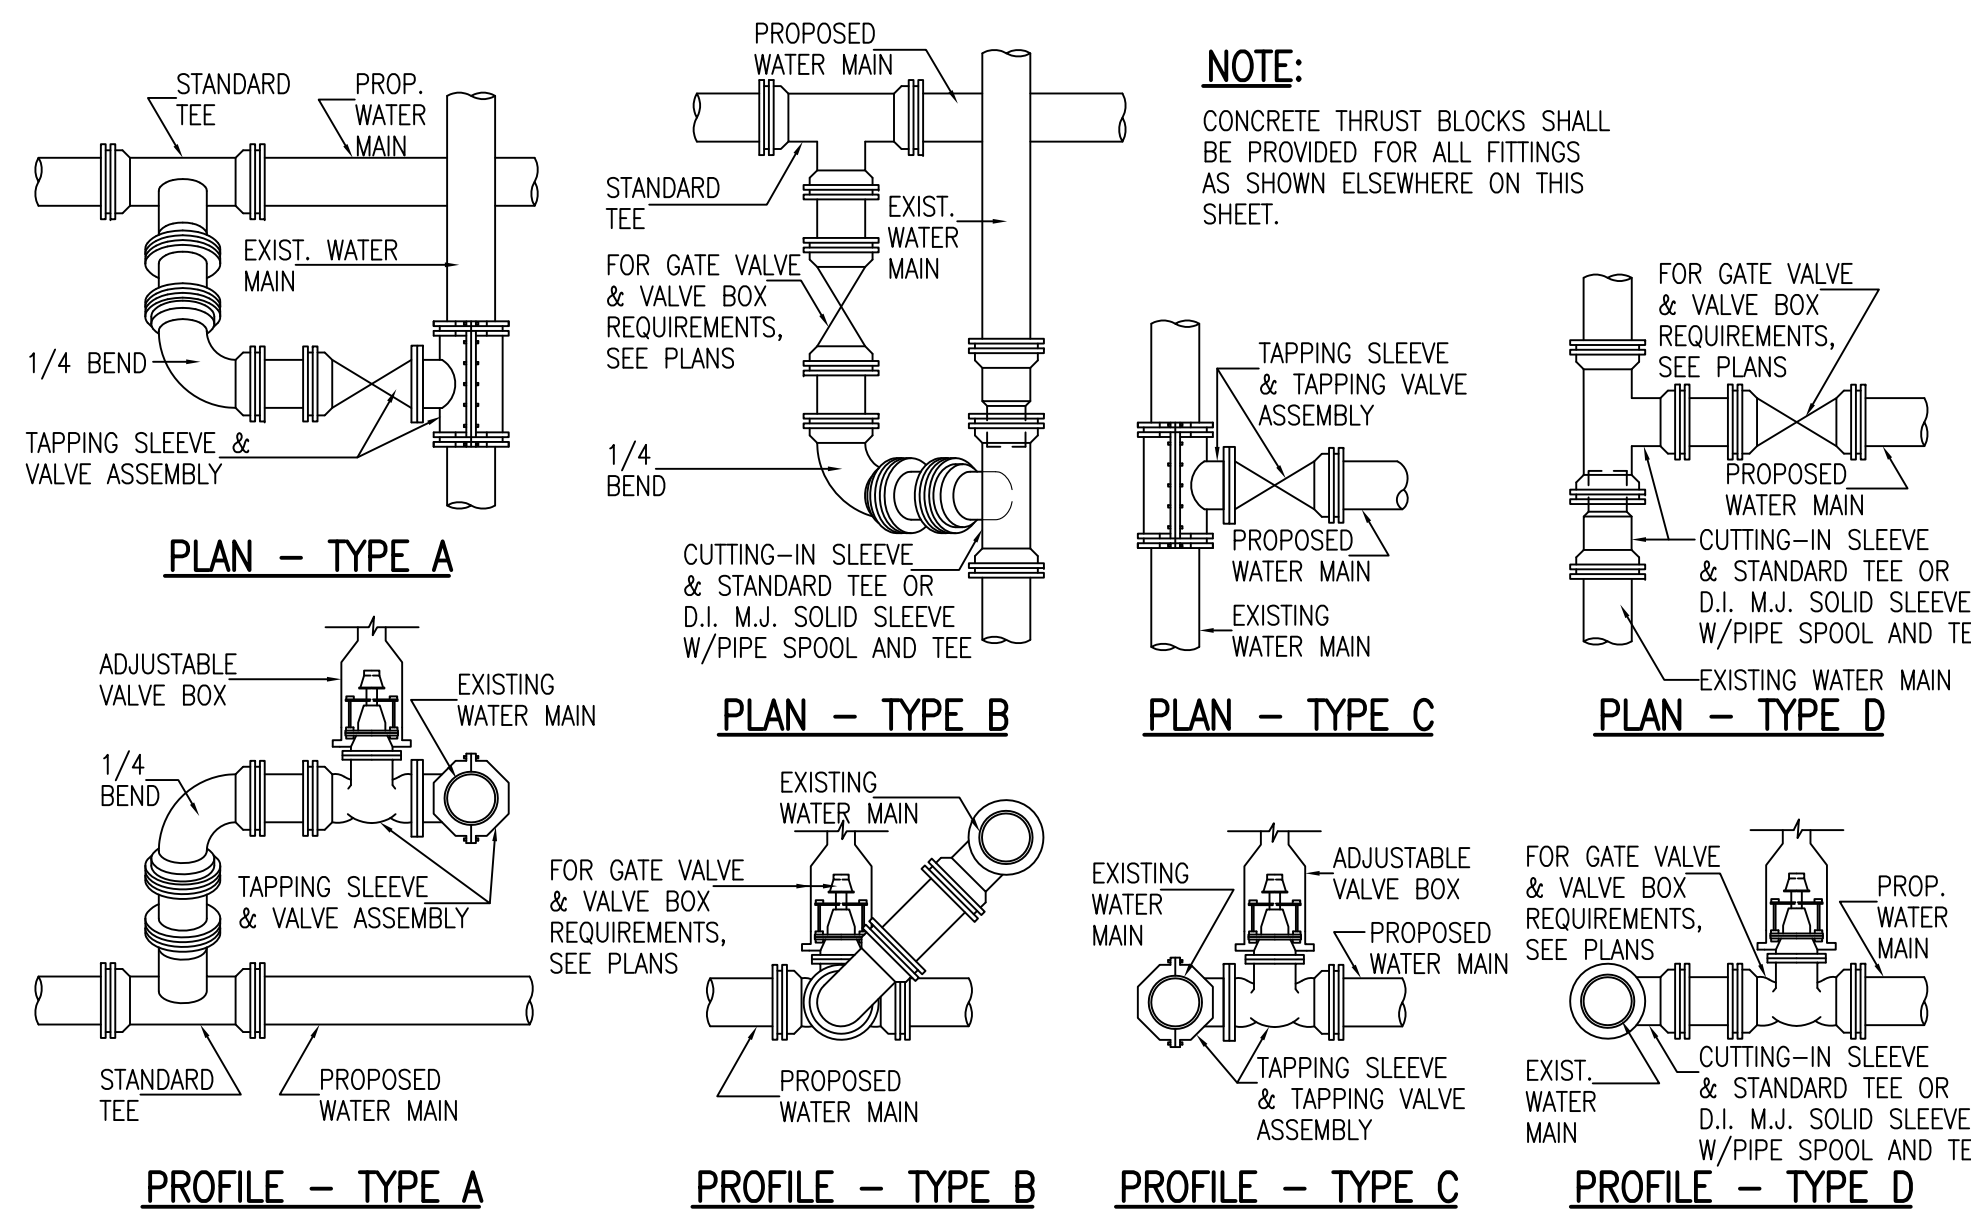 STANDARD
TEE
PROP.
WATER
MAIN
EXIST. WATER
MAIN
1/4 BEND
TAPPING SLEEVE &
VALVE ASSEMBLY
PLAN – TYPE A
PROPOSED
WATER MAIN
STANDARD
TEE
EXIST.
WATER
MAIN
FOR GATE VALVE
& VALVE BOX
REQUIREMENTS,
SEE PLANS
1/4
BEND
CUTTING–IN SLEEVE
& STANDARD TEE OR
D.I. M.J. SOLID SLEEVE
W/PIPE SPOOL AND TEE
PLAN – TYPE B
NOTE:
CONCRETE THRUST BLOCKS SHALL
BE PROVIDED FOR ALL FITTINGS
AS SHOWN ELSEWHERE ON THIS
SHEET.
TAPPING SLEEVE
& TAPPING VALVE
ASSEMBLY
PROPOSED
WATER MAIN
EXISTING
WATER MAIN
PLAN – TYPE C
FOR GATE VALVE
& VALVE BOX
REQUIREMENTS,
SEE PLANS
PROPOSED
WATER MAIN
CUTTING–IN SLEEVE
& STANDARD TEE OR
D.I. M.J. SOLID SLEEVE
W/PIPE SPOOL AND TE
EXISTING WATER MAIN
PLAN – TYPE D
ADJUSTABLE
VALVE BOX
EXISTING
WATER MAIN
1/4
BEND
TAPPING SLEEVE
& VALVE ASSEMBLY
STANDARD
TEE
PROPOSED
WATER MAIN
PROFILE – TYPE A
EXISTING
WATER MAIN
FOR GATE VALVE
& VALVE BOX
REQUIREMENTS,
SEE PLANS
PROPOSED
WATER MAIN
PROFILE – TYPE B
EXISTING
WATER
MAIN
ADJUSTABLE
VALVE BOX
PROPOSED
WATER MAIN
TAPPING SLEEVE
& TAPPING VALVE
ASSEMBLY
PROFILE – TYPE C
FOR GATE VALVE
& VALVE BOX
REQUIREMENTS,
SEE PLANS
PROP.
WATER
MAIN
EXIST.
WATER
MAIN
CUTTING–IN SLEEVE
& STANDARD TEE OR
D.I. M.J. SOLID SLEEVE
W/PIPE SPOOL AND TE
PROFILE – TYPE D